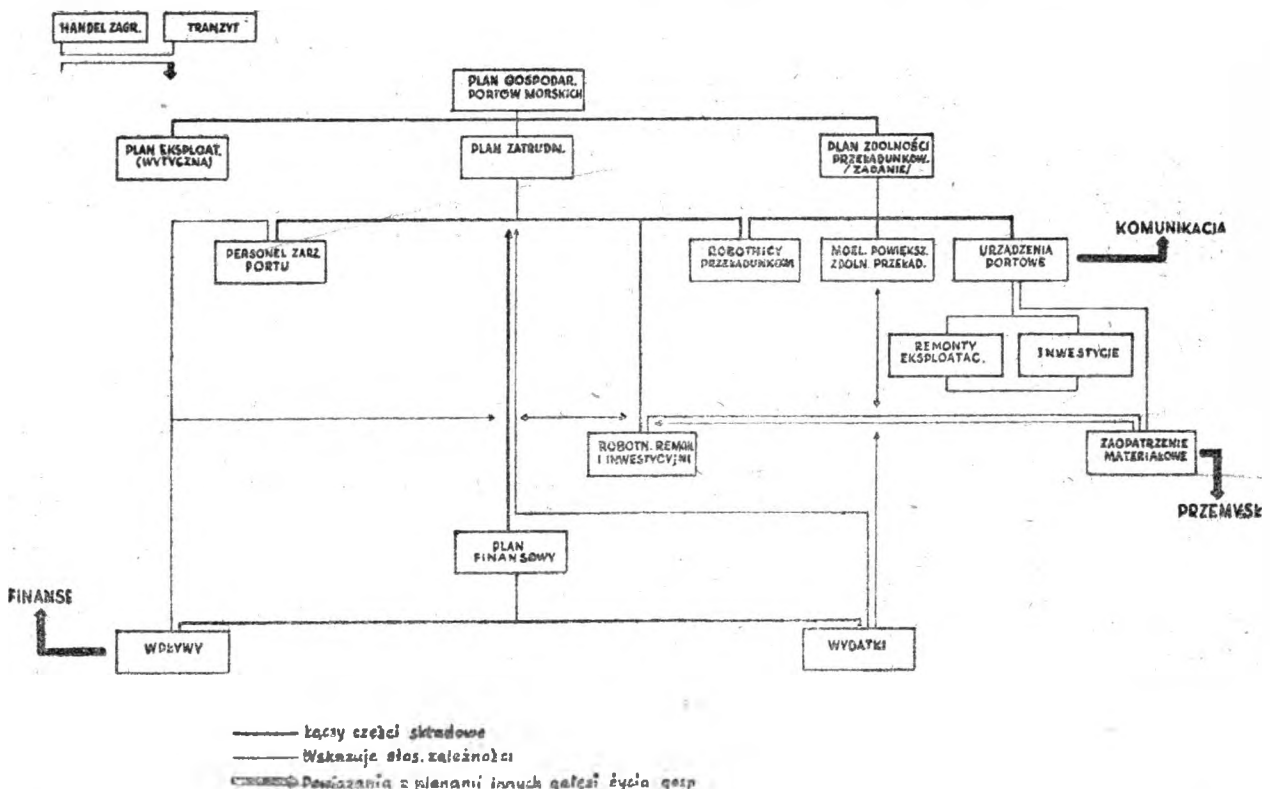 HANDEL ZAGR.
TRANZYT
PLAN GOSPODAR.
PORTÓW MORSKICH
PLAN EKSPLOAT.
(WYTYCZNA)
PLAN ZATRUDN.
PLAN ZDOLNOŚCI
PRZEŁADUNKOW.
/ZADANIE/
KOMUNIKACJA
PERSONEL ZARZ.
PORTU
ROBOTNICY
PRZEŁADUNKOWI
MOŻL. POWIĘKSZ.
ZDOLN. PRZEŁAD.
URZĄDZENIA
PORTOWE
REMONTY
EKSPLOATAC.
INWESTYCJE
ROBOTN. REMON.
I INWESTYCYJNI
ZAOPATRZENIE
MATERIAŁOWE
PRZEMYSŁ
PLAN
FINANSOWY
FINANSE
WPŁYWY
WYDATKI
Łączy części składowe
Wskazuje stos. zależności
Powiązania z planami innych gałęzi życia gosp